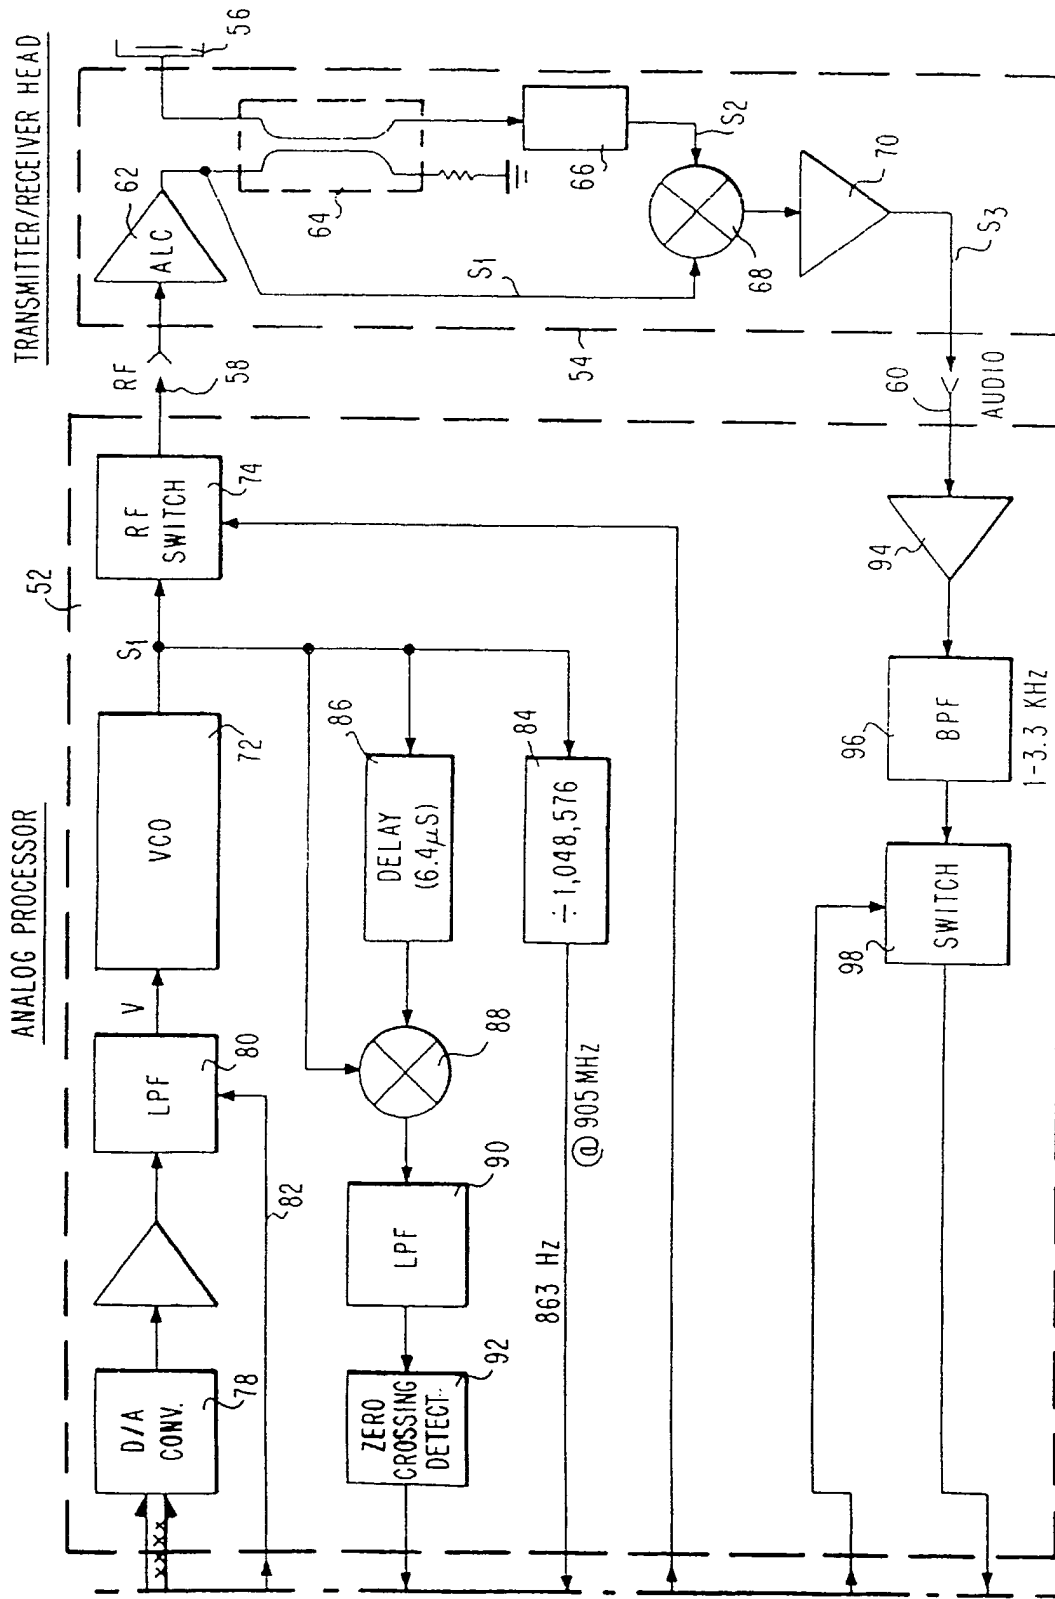 ANALOG PROCESSOR
TRANSMITTER/RECEIVER HEAD
52
D/A
CONV.
78
LPF
80
82
V
VCO
72
S1
RF
SWITCH
74
RF
58
ALC
62
56
64
66
S2
S1
68
70
S3
54
ZERO
CROSSING
DETECT.
92
LPF
90
88
DELAY
(6.4μS)
86
÷1,048,576
84
863 Hz
@905MHz
SWITCH
98
BPF
96
1-3.3 KHz
94
60
AUDIO
XXXX